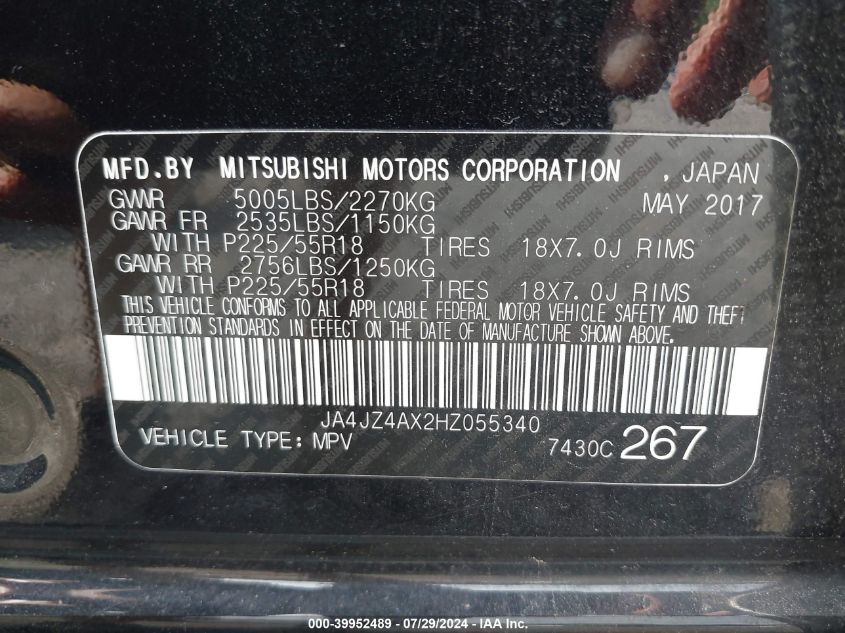 MFD.BY MITSUBISHI MOTORS CORPORATION , JAPAN
GVWR 5005LBS/2270KG MAY 2017
GAWR FR 2535LBS/1150KG
WITH P225/55R18 TIRES 18X7.0J RIMS
GAWR RR 2756LBS/1250KG
WITH P225/55R18 TIRES 18X7.0J RIMS
THIS VEHICLE CONFORMS TO ALL APPLICABLE FEDERAL MOTOR VEHICLE SAFETY AND THEFT
PREVENTION STANDARDS IN EFFECT ON THE DATE OF MANUFACTURE SHOWN ABOVE.
JA4JZ4AX2HZ055340
VEHICLE TYPE: MPV 7430C 267
000-39952489 - 07/29/2024 - IAA Inc.